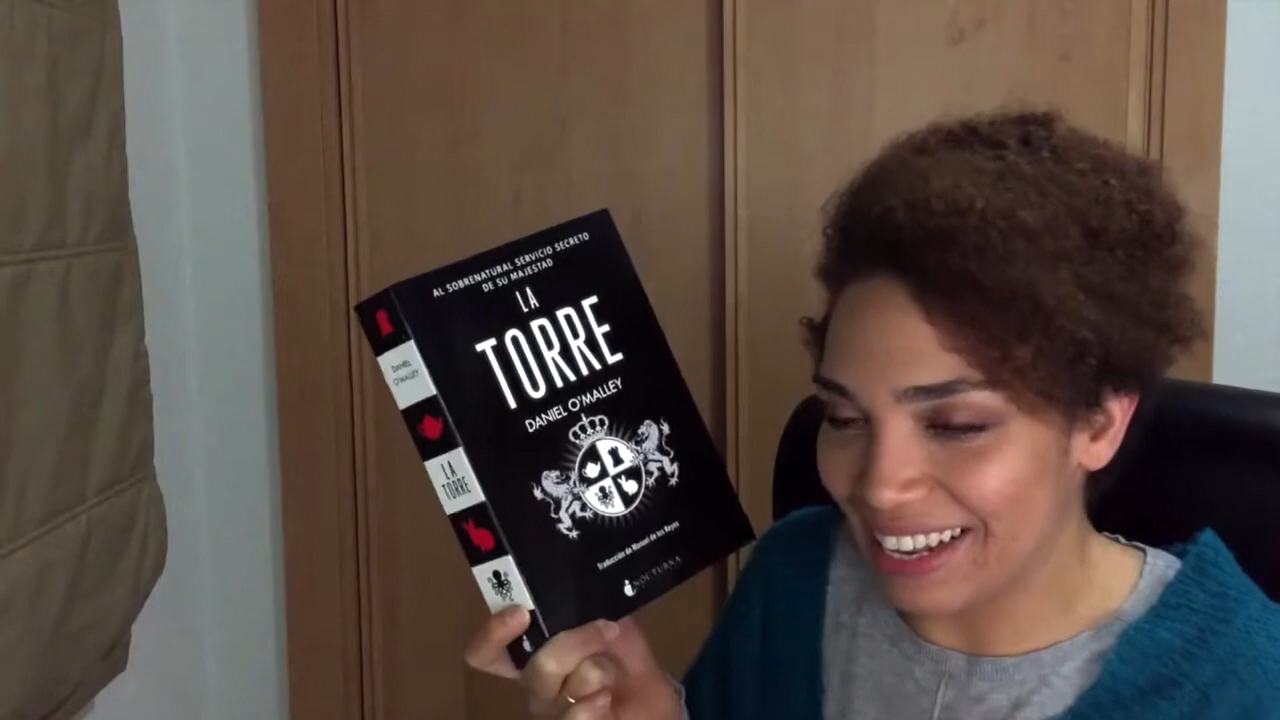 AL SOBRENATURAL SERVICIO SECRETO
DE SU MAJESTAD
LA
TORRE
DANIEL O'MALLEY
Traducción de Manuel de los Reyes
NOCTURNA
DANIEL
O'MALLEY
LA
TORRE